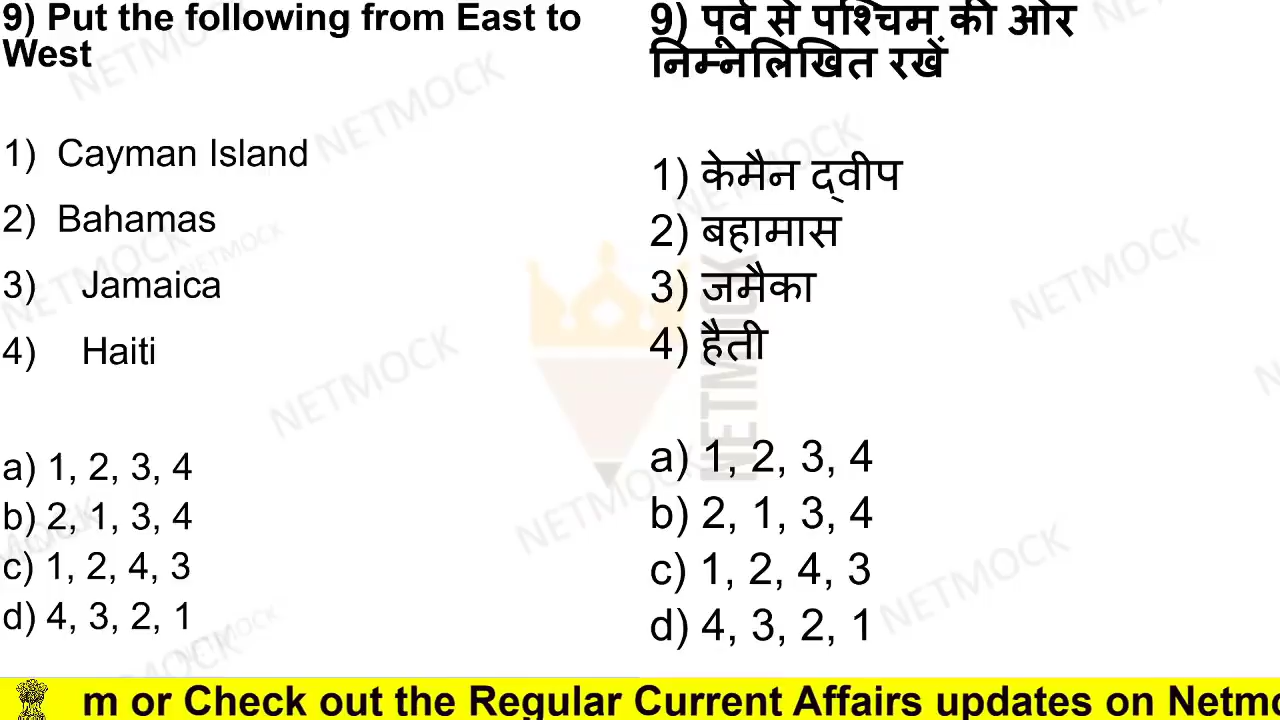 9) Put the following from East to
West
1) Cayman Island
2) Bahamas
3) Jamaica
4) Haiti
a) 1, 2, 3, 4
b) 2, 1, 3, 4
c) 1, 2, 4, 3
d) 4, 3, 2, 1
9) पूर्व से पश्चिम की ओर
निम्नलिखित रखें
1) केमैन द्वीप
2) बहामास
3) जमैका
4) हैती
a) 1, 2, 3, 4
b) 2, 1, 3, 4
c) 1, 2, 4, 3
d) 4, 3, 2, 1
NETMOCK
m or Check out the Regular Current Affairs updates on Netmo